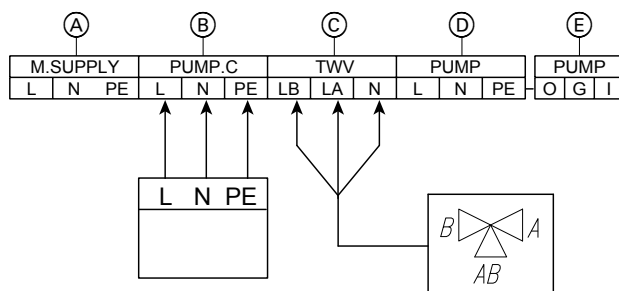 A B C D E
M.SUPPLY PUMP.C TWV PUMP PUMP
L N PE L N PE LB LA N L N PE O G I
L N PE
B A
AB